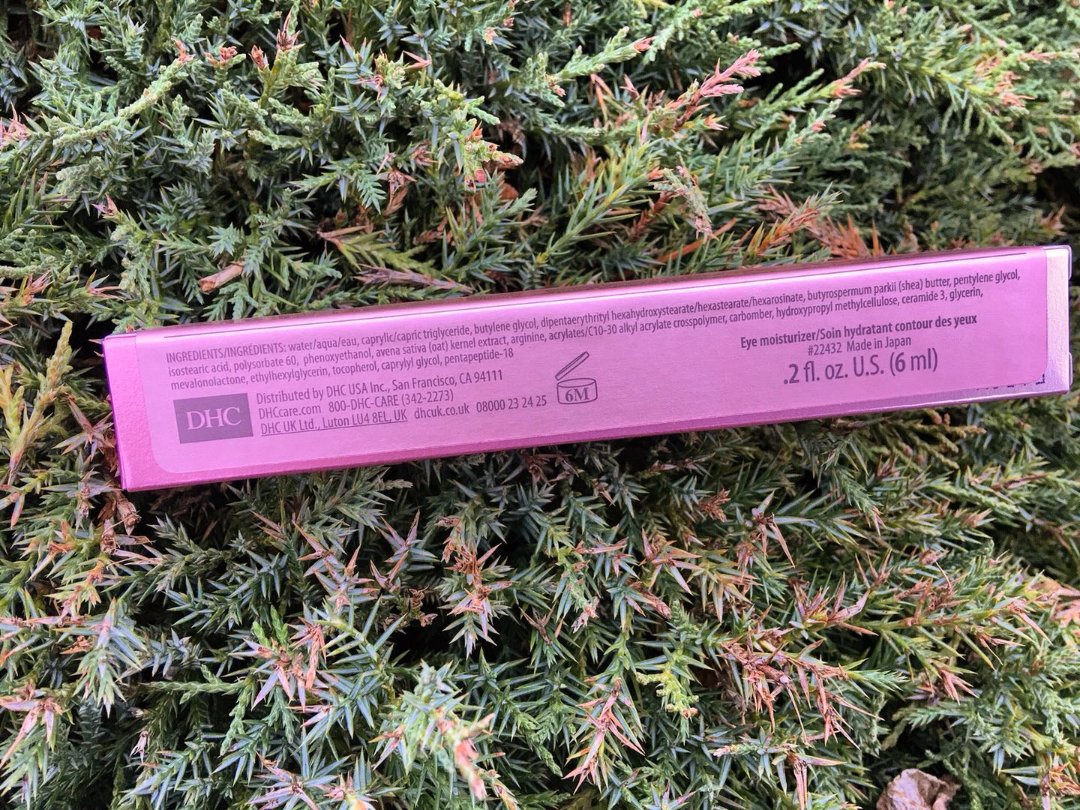 INGREDIENTS/INGRÉDIENTS: water/aqua/eau, caprylic/capric triglyceride, butylene glycol, dipentaerythrityl hexahydroxystearate/hexastearate/hexarosinate, butyrospermum parkii (shea) butter, pentylene glycol,
isostearic acid, polysorbate 60, phenoxyethanol, avena sativa (oat) kernel extract, arginine, acrylates/C10-30 alkyl acrylate crosspolymer, carbomber, hydroxypropyl methylcellulose, ceramide 3, glycerin,
mevalonolactone, ethylhexylglycerin, tocopherol, caprylyl glycol, pentapeptide-18
DHC
Distributed by DHC USA Inc., San Francisco, CA 94111
DHCcare.com 800-DHC-CARE (342-2273)
DHC UK Ltd., Luton LU4 8EL, UK dhcuk.co.uk 08000 23 24 25
6M
Eye moisturizer/Soin hydratant contour des yeux
#22432 Made in Japan
.2 fl. oz. U.S. (6 ml)